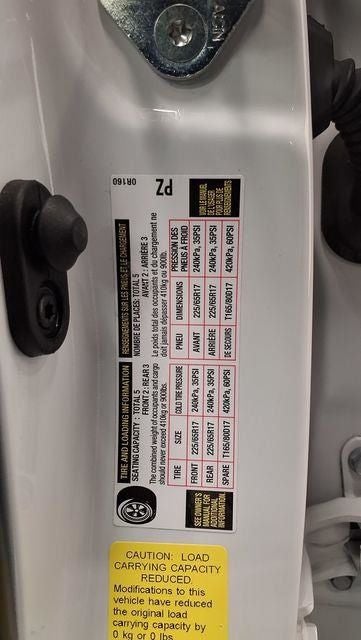 AISIN
TIRE AND LOADING INFORMATION
SEATING CAPACITY : TOTAL 5
FRONT 2 : REAR 3
The combined weight of occupants and cargo
should never exceed 410kg or 900lbs.
TIRE SIZE COLD TIRE PRESSURE
FRONT 225/65R17 240kPa, 35PSI
REAR 225/65R17 240kPa, 35PSI
SPARE T165/80D17 420kPa, 60PSI
SEE OWNER'S
MANUAL FOR
ADDITIONAL
INFORMATION
RENSEIGNEMENTS SUR LES PNEUS ET LE CHARGEMENT
NOMBRE DE PLACES: TOTAL 5
AVANT 2 : ARRIÈRE 3
Le poids total des occupants et du chargement ne
doit jamais dépasser 410kg ou 900lb.
PNEU DIMENSIONS PRESSION DES
PNEUS À FROID
AVANT 225/65R17 240kPa, 35PSI
ARRIÈRE 225/65R17 240kPa, 35PSI
DE SECOURS T165/80D17 420kPa, 60PSI
VOIR LE MANUEL
DE L'USAGER
POUR PLUS DE
RENSEIGNEMENTS
0R160
PZ
CAUTION: LOAD
CARRYING CAPACITY
REDUCED
Modifications to this
vehicle have reduced
the original load
carrying capacity by
0 kg or 0 lbs